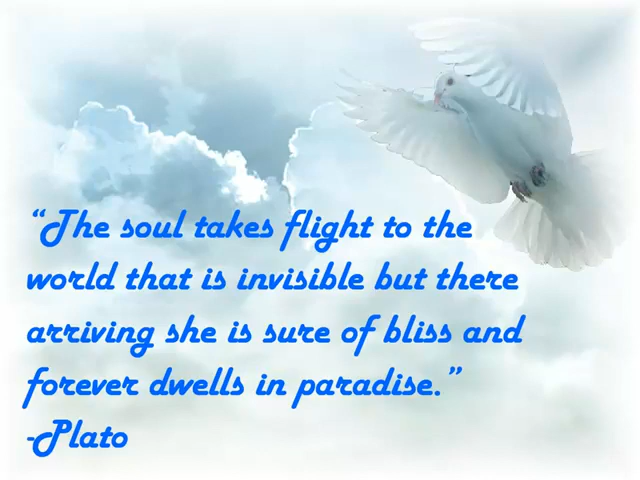 “The soul takes flight to the
world that is invisible but there
arriving she is sure of bliss and
forever dwells in paradise.”
-Plato